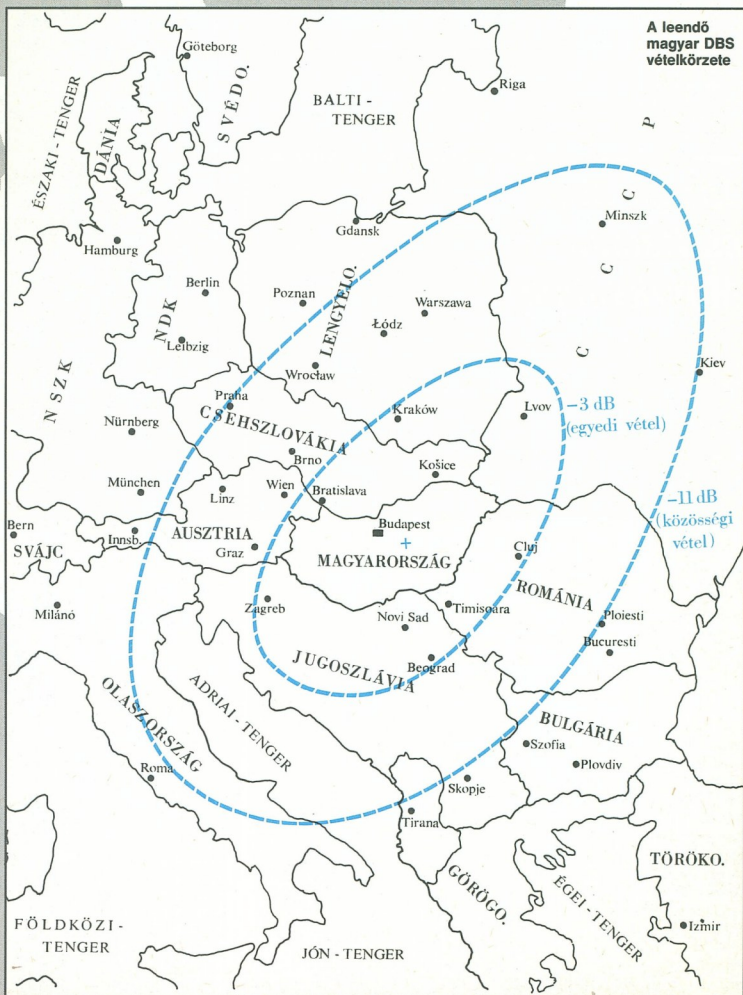 A leendő
magyar DBS
vételkörzete
Göteborg
Riga
SVÉDO.
BALTI-
TENGER
ÉSZAKI-TENGER
DÁNIA
C C C P
Minszk
Gdansk
Hamburg
Berlin
Poznan
LENGYELO.
Warszawa
NDK
Łódz
Leibzig
Wrocław
Kiev
NSZK
Praha
Kraków
Lvov
-3 dB
(egyedi vétel)
Nürnberg
CSEHSZLOVÁKIA
Brno
Košice
München
Linz
Wien
Bratislava
-11 dB
(közösségi
vétel)
Bern
Innsb.
AUSZTRIA
Budapest
SVÁJC
Graz
MAGYARORSZÁG
Cluj
Milánó
Zagreb
Novi Sad
Timisoara
ROMÁNIA
Ploiesti
Bucuresti
JUGOSZLÁVIA
Beograd
OLASZORSZÁG
ADRIAI-TENGER
BULGÁRIA
Szofia
Plovdiv
Roma
Skopje
Tirana
TÖRÖKO.
GÖRÖGO.
ÉGEI-TENGER
Izmir
FÖLDKÖZI-
TENGER
JÓN-TENGER